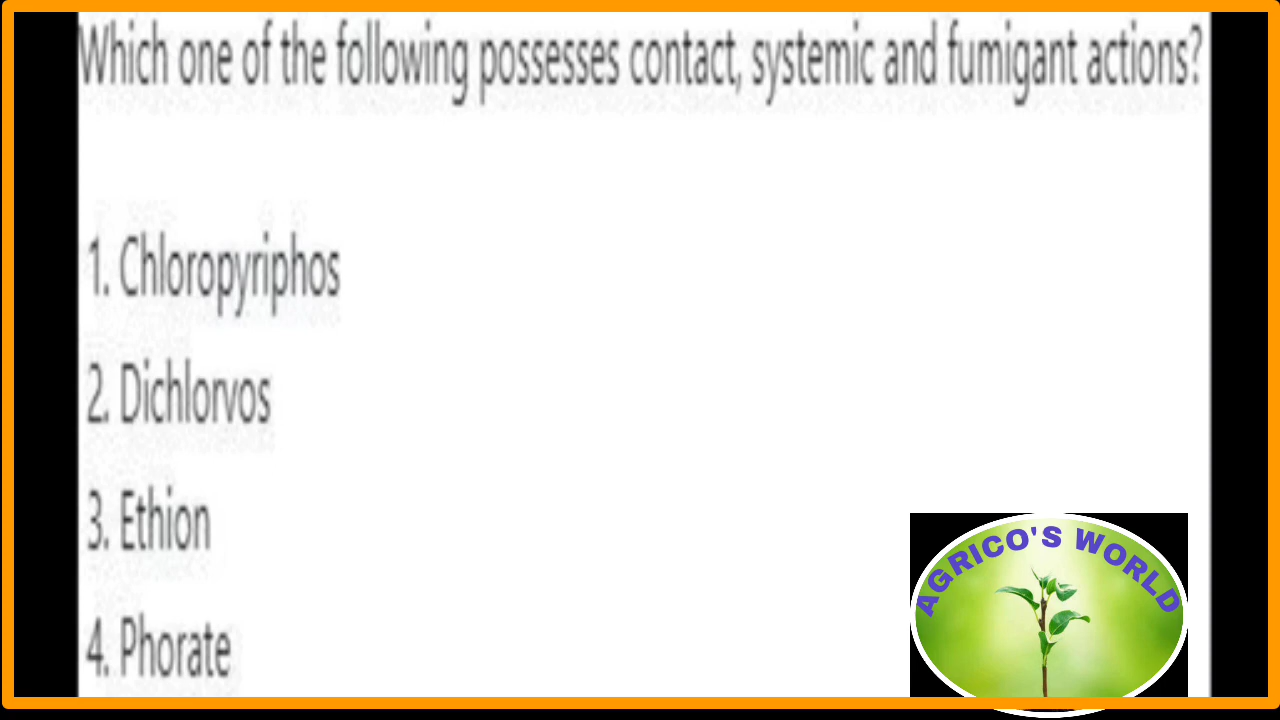 Which one of the following possesses contact, systemic and fumigant actions?
1. Chloropyriphos
2. Dichlorvos
3. Ethion
4. Phorate
AGRICO'S WORLD